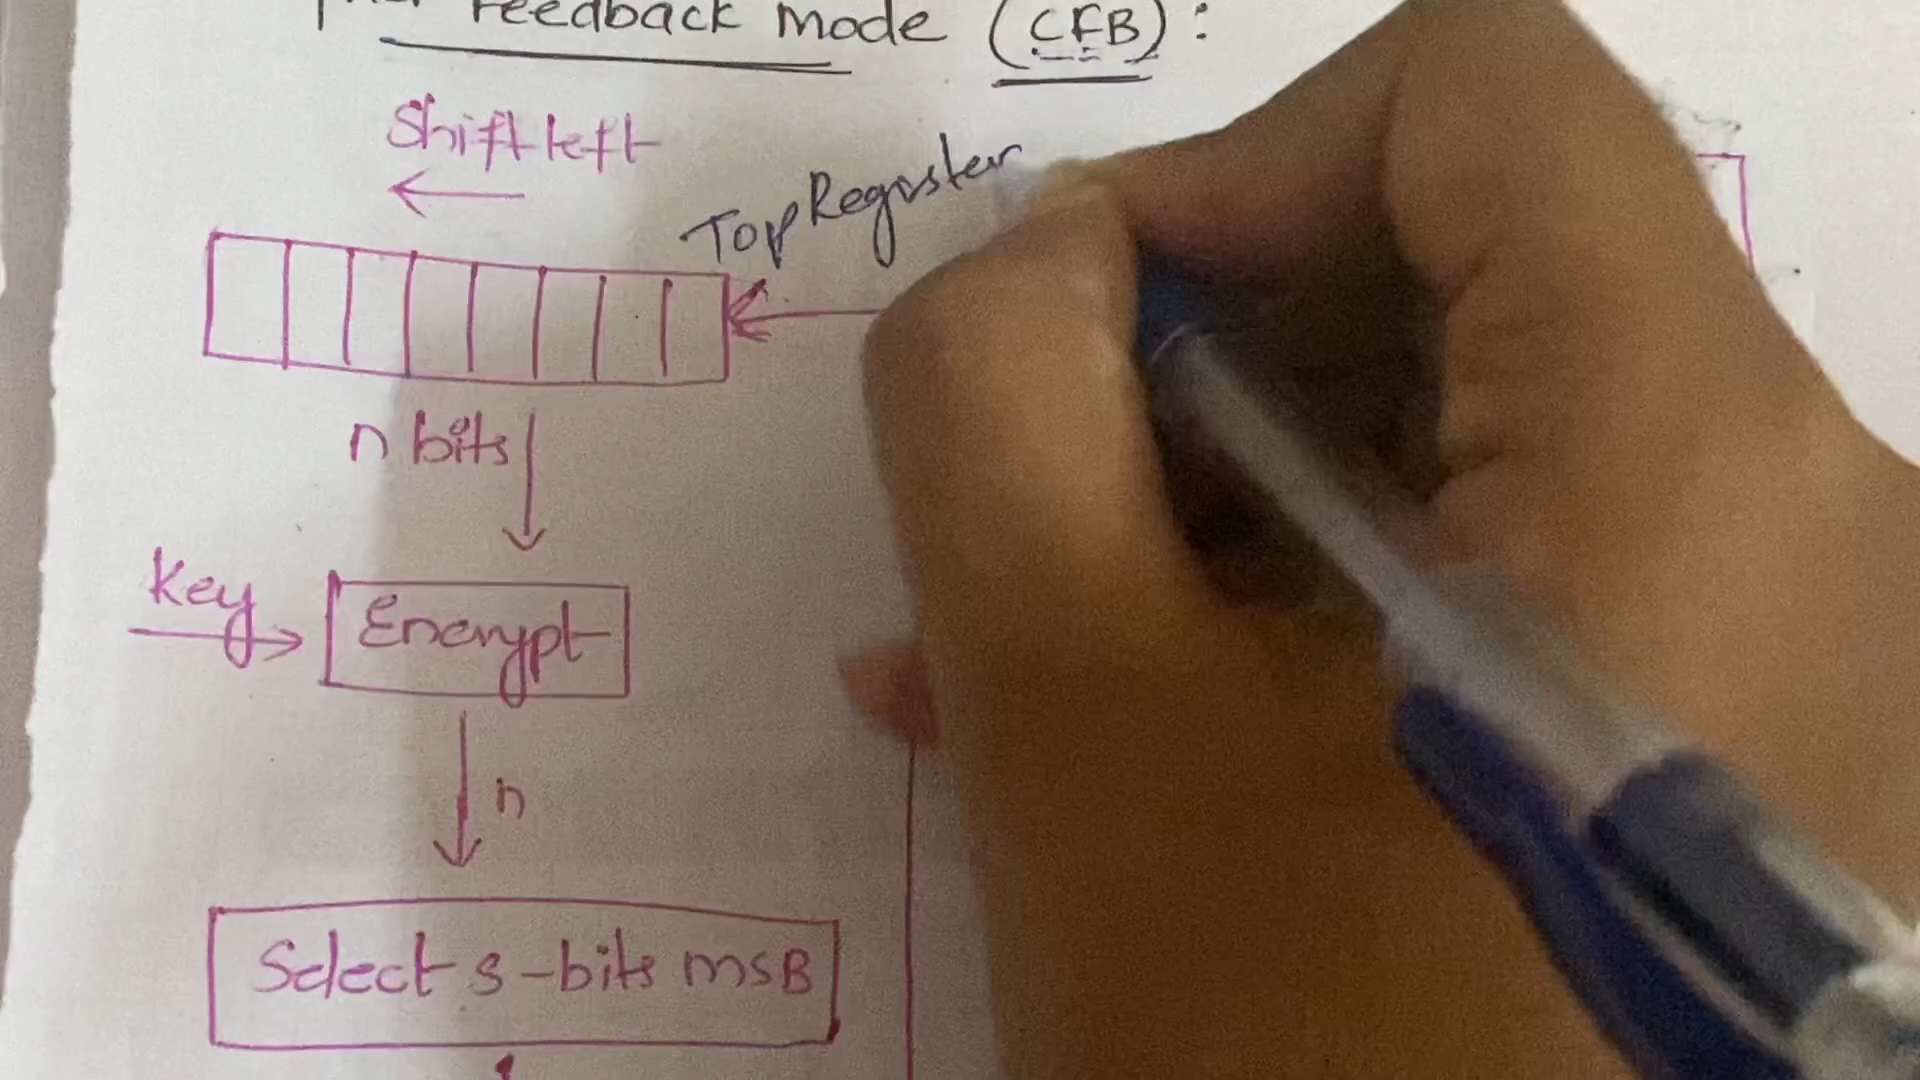 Feedback mode (CFB):
Shift left
Top Register
n bits
Key
Encrypt
n
Select s-bits MSB